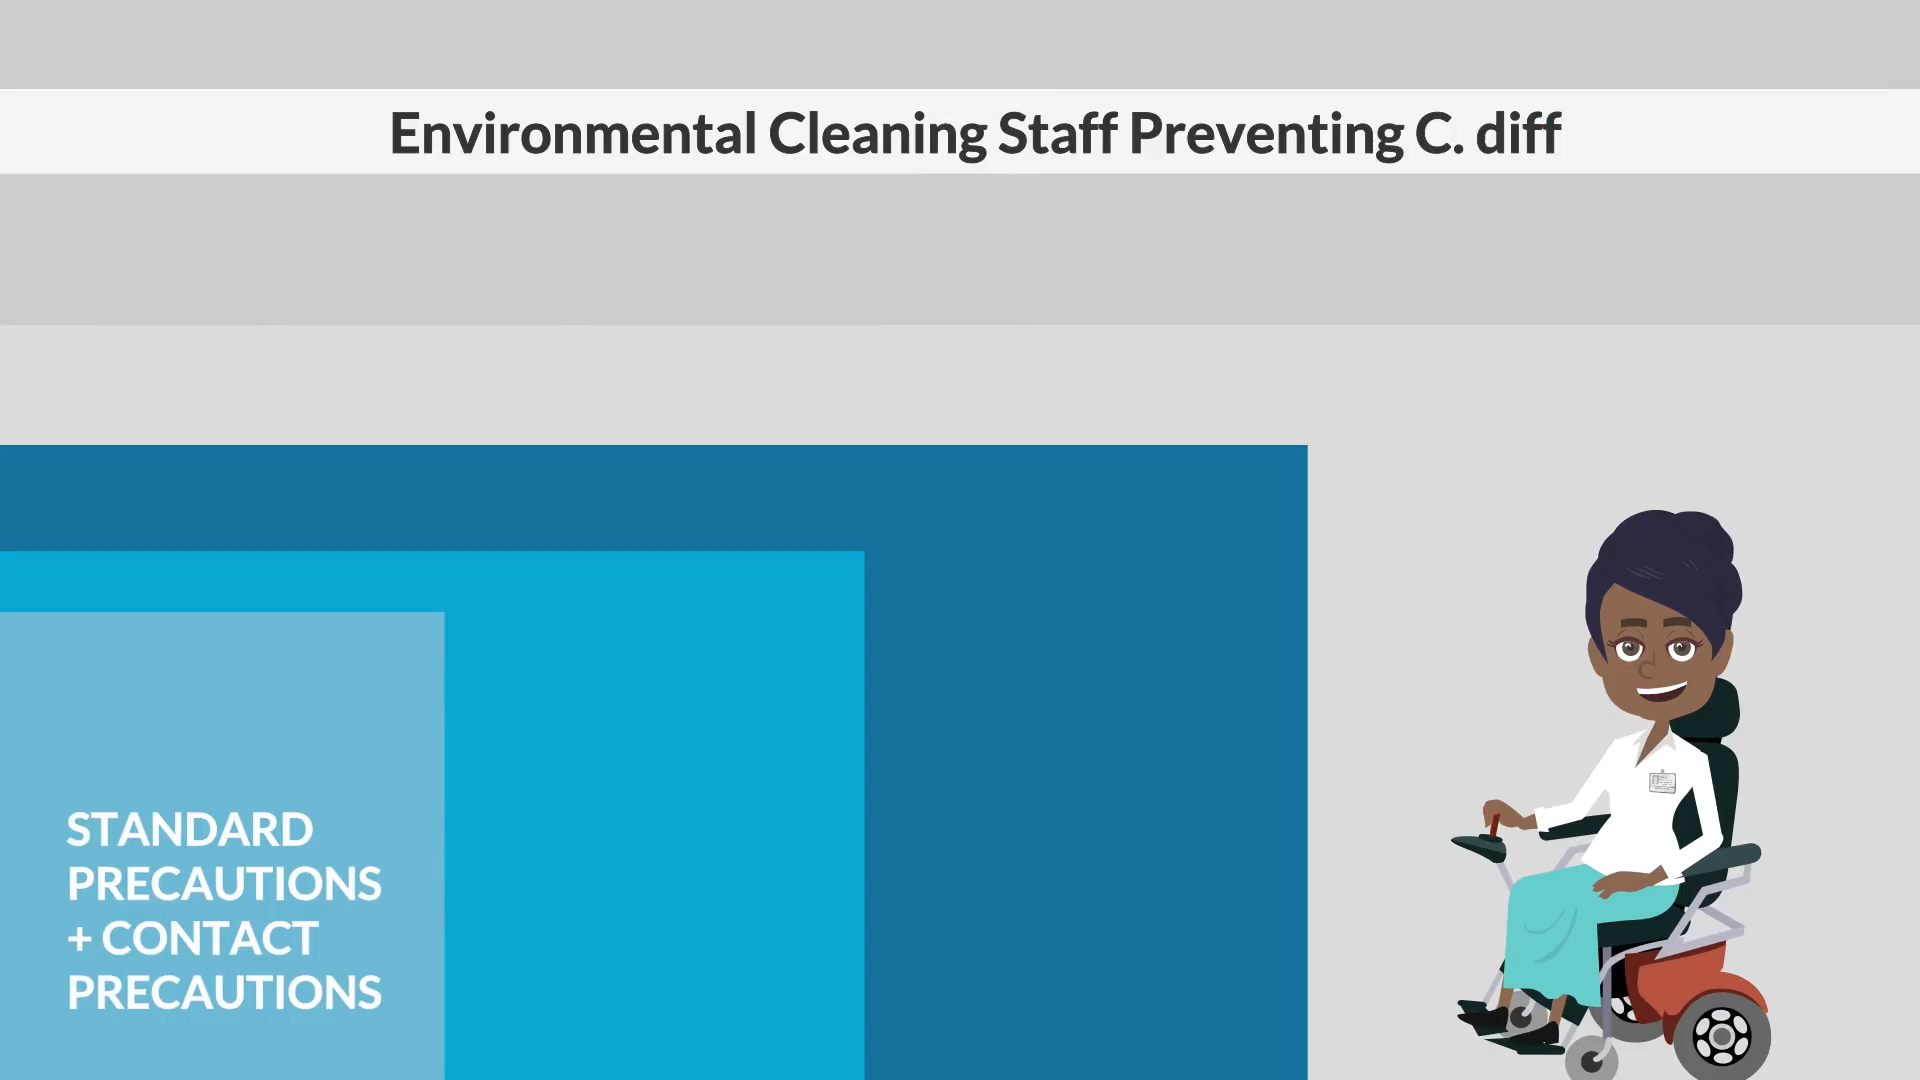 Environmental Cleaning Staff Preventing C. diff
STANDARD
PRECAUTIONS
+ CONTACT
PRECAUTIONS